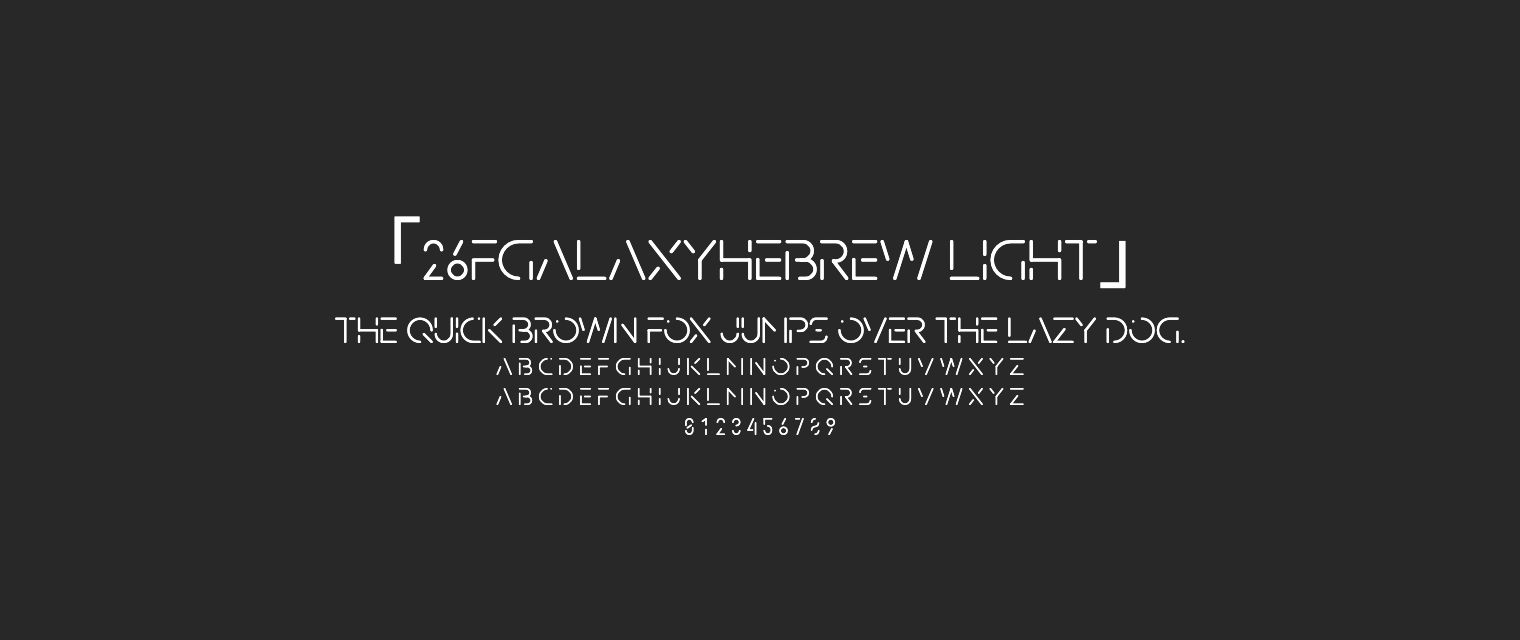 「26FGALAXYHEBREW LIGHT」
THE QUICK BROWN FOX JUMPS OVER THE LAZY DOG.
ABCDEFGHIJKLMNOPQRSTUVWXYZ
ABCDEFGHIJKLMNOPQRSTUVWXYZ
0123456789